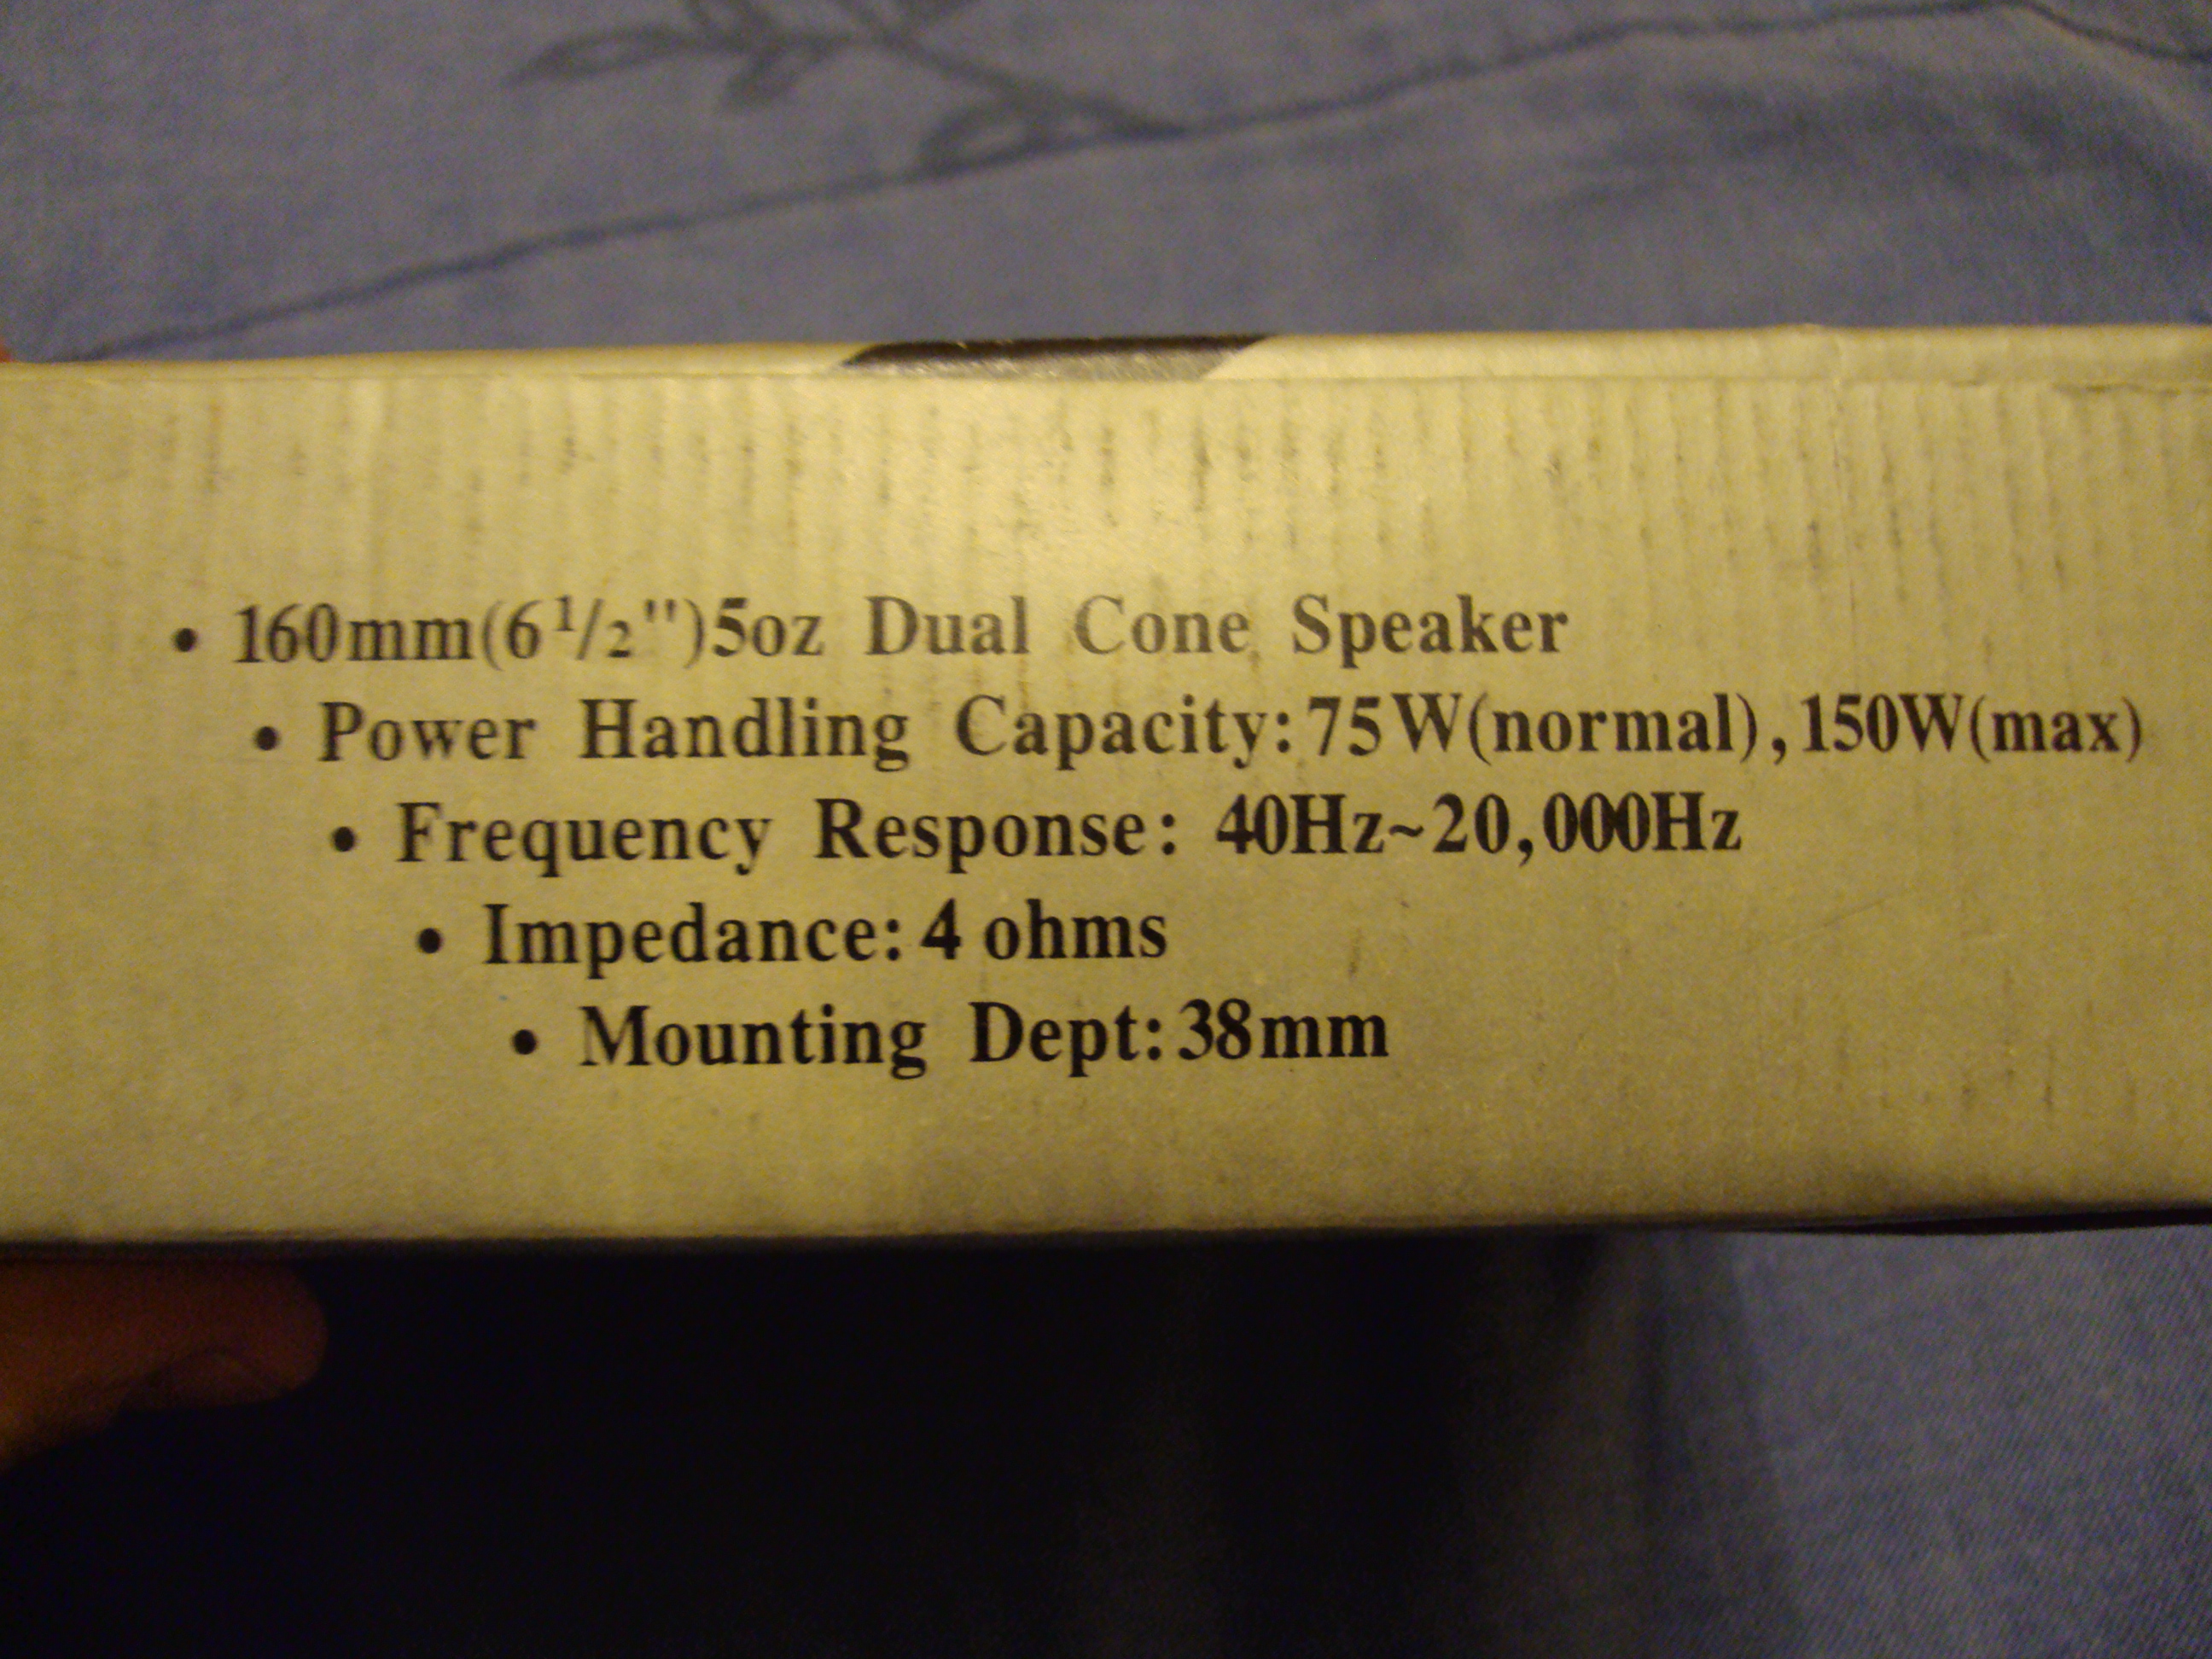 • 160mm(6 1/2")5oz Dual Cone Speaker
• Power Handling Capacity:75W(normal),150W(max)
• Frequency Response: 40Hz~20,000Hz
• Impedance:4 ohms
• Mounting Dept:38mm